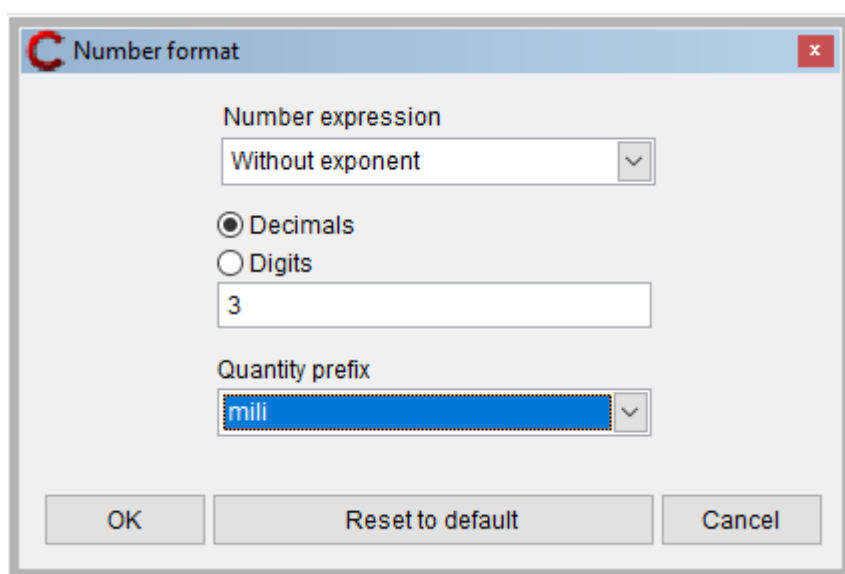 Number format
Number expression
Without exponent
Decimals
Digits
3
Quantity prefix
mili
OK Reset to default Cancel